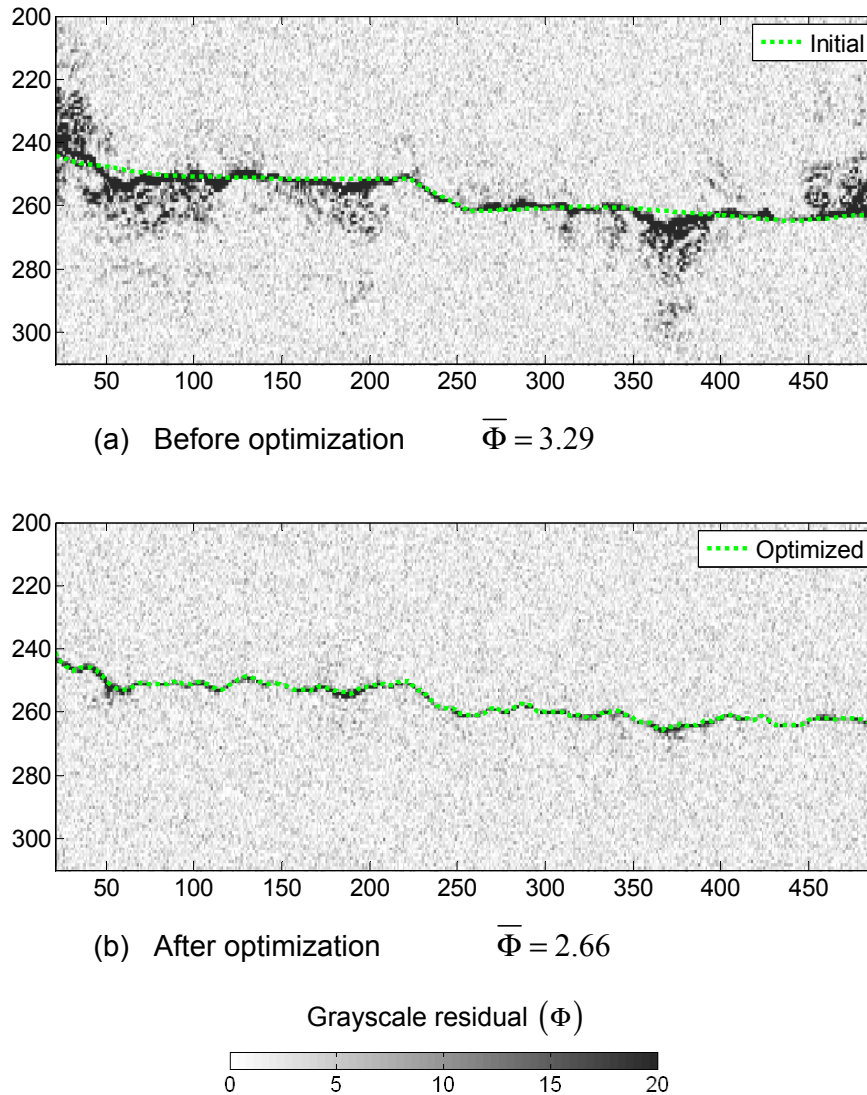 200
220
240
260
280
300
Initial
50 100 150 200 250 300 350 400 450
(a) Before optimization Φ̅ = 3.29
200
220
240
260
280
300
Optimized
50 100 150 200 250 300 350 400 450
(b) After optimization Φ̅ = 2.66
Grayscale residual (Φ)
0 5 10 15 20